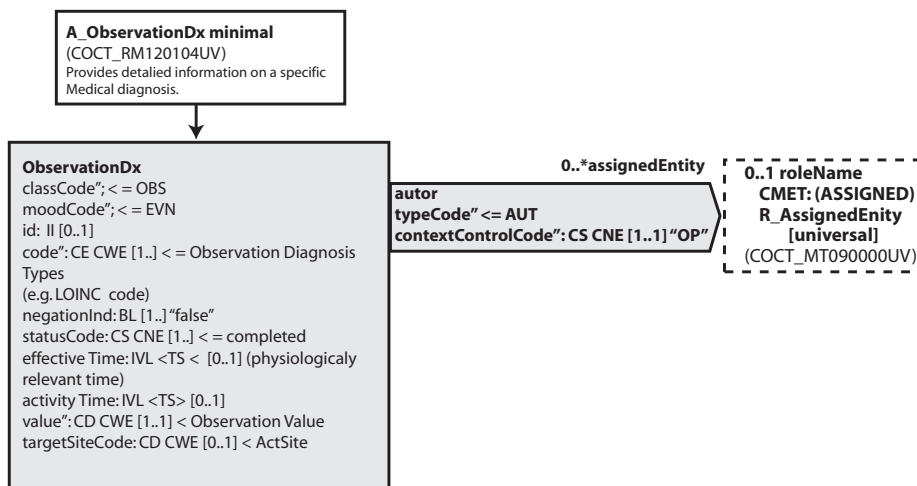 A_ObservationDx minimal
(COCT_RM120104UV)
Provides detalied information on a specific
Medical diagnosis.
ObservationDx
classCode”; < = OBS
moodCode”; < = EVN
id: II [0..1]
code”: CE CWE [1..] < = Observation Diagnosis
Types
(e.g. LOINC code)
negationInd: BL [1..] “false”
statusCode: CS CNE [1..] < = completed
effective Time: IVL <TS < [0..1] (physiologicaly
relevant time)
activity Time: IVL <TS> [0..1]
value”: CD CWE [1..1] < Observation Value
targetSiteCode: CD CWE [0..1] < ActSite
0..*assignedEntity
autor
typeCode” <= AUT
contextControlCode”: CS CNE [1..1] “OP”
0..1 roleName
CMET: (ASSIGNED)
R_AssignedEnity
[universal]
(COCT_MT090000UV)